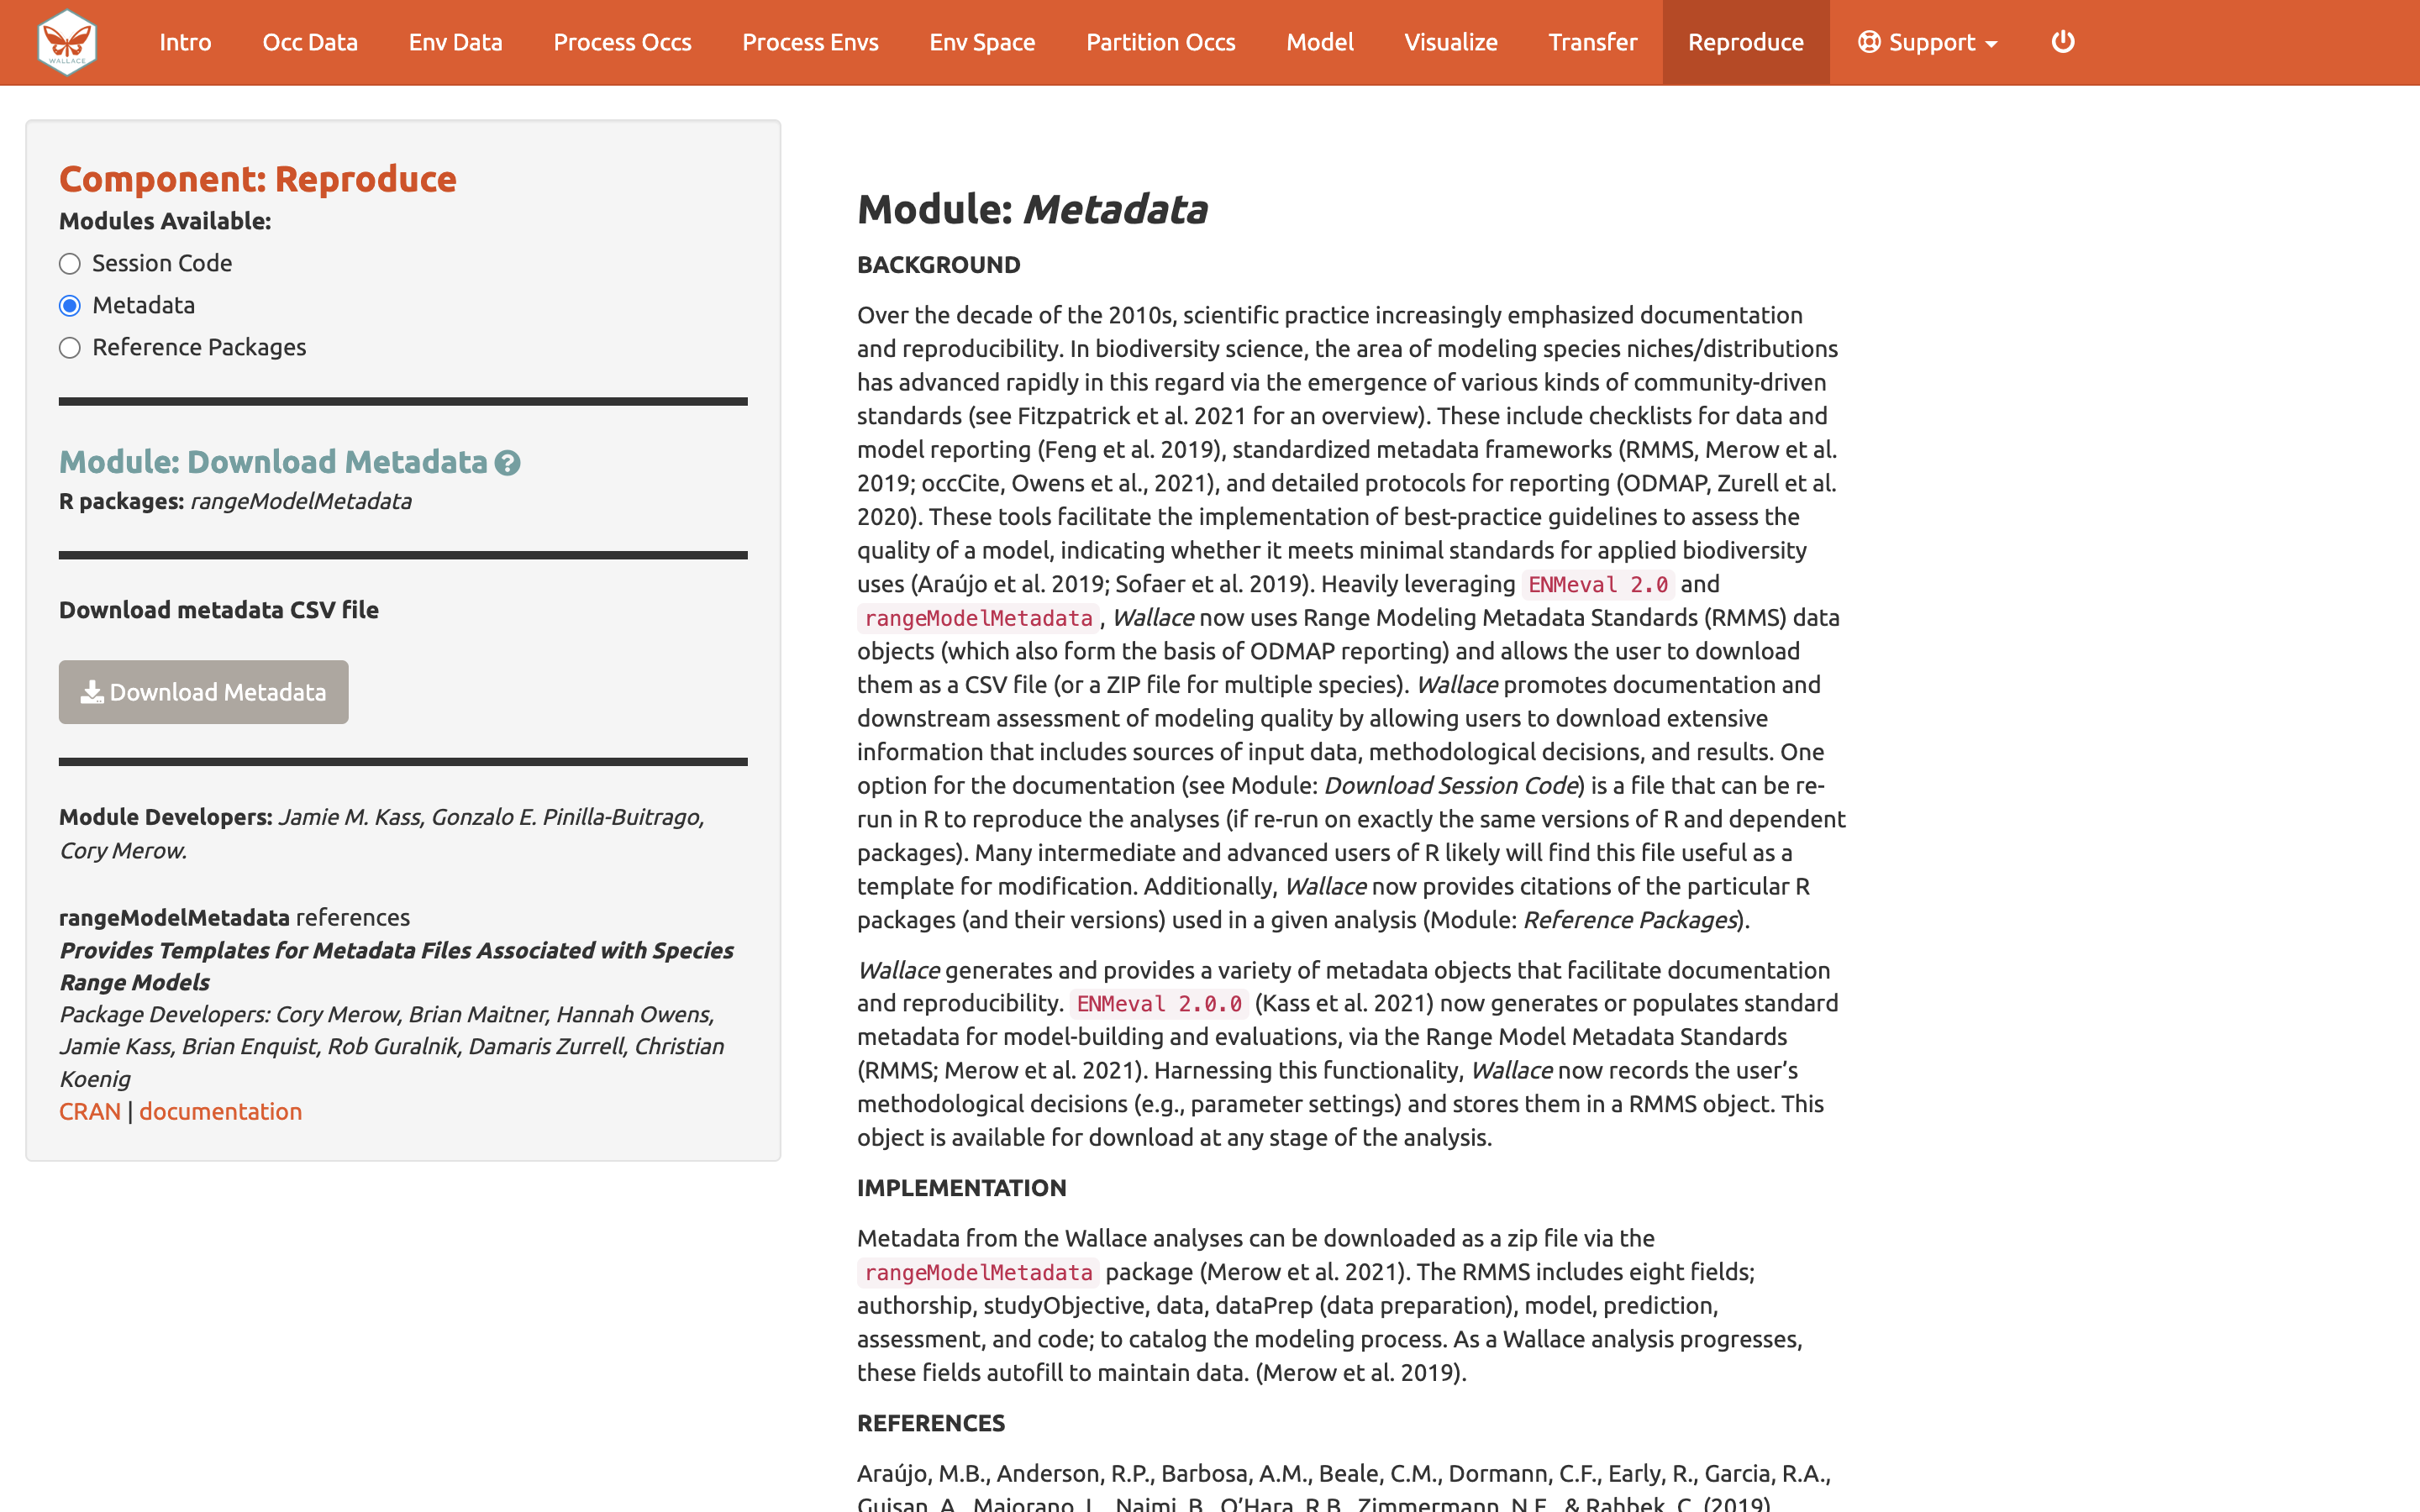 WALLACE
Intro Occ Data Env Data Process Occs Process Envs Env Space Partition Occs Model Visualize Transfer Reproduce Support
Component: Reproduce
Modules Available:
Session Code
Metadata
Reference Packages
Module: Download Metadata ?
R packages: rangeModelMetadata
Download metadata CSV file
Download Metadata
Module Developers: Jamie M. Kass, Gonzalo E. Pinilla-Buitrago,
Cory Merow.
rangeModelMetadata references
Provides Templates for Metadata Files Associated with Species
Range Models
Package Developers: Cory Merow, Brian Maitner, Hannah Owens,
Jamie Kass, Brian Enquist, Rob Guralnik, Damaris Zurrell, Christian
Koenig
CRAN | documentation
Module: Metadata
BACKGROUND
Over the decade of the 2010s, scientific practice increasingly emphasized documentation
and reproducibility. In biodiversity science, the area of modeling species niches/distributions
has advanced rapidly in this regard via the emergence of various kinds of community-driven
standards (see Fitzpatrick et al. 2021 for an overview). These include checklists for data and
model reporting (Feng et al. 2019), standardized metadata frameworks (RMMS, Merow et al.
2019; occCite, Owens et al., 2021), and detailed protocols for reporting (ODMAP, Zurell et al.
2020). These tools facilitate the implementation of best-practice guidelines to assess the
quality of a model, indicating whether it meets minimal standards for applied biodiversity
uses (Araújo et al. 2019; Sofaer et al. 2019). Heavily leveraging ENMeval 2.0 and
rangeModelMetadata, Wallace now uses Range Modeling Metadata Standards (RMMS) data
objects (which also form the basis of ODMAP reporting) and allows the user to download
them as a CSV file (or a ZIP file for multiple species). Wallace promotes documentation and
downstream assessment of modeling quality by allowing users to download extensive
information that includes sources of input data, methodological decisions, and results. One
option for the documentation (see Module: Download Session Code) is a file that can be re-
run in R to reproduce the analyses (if re-run on exactly the same versions of R and dependent
packages). Many intermediate and advanced users of R likely will find this file useful as a
template for modification. Additionally, Wallace now provides citations of the particular R
packages (and their versions) used in a given analysis (Module: Reference Packages).
Wallace generates and provides a variety of metadata objects that facilitate documentation
and reproducibility. ENMeval 2.0.0 (Kass et al. 2021) now generates or populates standard
metadata for model-building and evaluations, via the Range Model Metadata Standards
(RMMS; Merow et al. 2021). Harnessing this functionality, Wallace now records the user’s
methodological decisions (e.g., parameter settings) and stores them in a RMMS object. This
object is available for download at any stage of the analysis.
IMPLEMENTATION
Metadata from the Wallace analyses can be downloaded as a zip file via the
rangeModelMetadata package (Merow et al. 2021). The RMMS includes eight fields;
authorship, studyObjective, data, dataPrep (data preparation), model, prediction,
assessment, and code; to catalog the modeling process. As a Wallace analysis progresses,
these fields autofill to maintain data. (Merow et al. 2019).
REFERENCES
Araújo, M.B., Anderson, R.P., Barbosa, A.M., Beale, C.M., Dormann, C.F., Early, R., Garcia, R.A.,
Guisan, A., Maiorano, L., Naimi, B., O’Hara, R.B., Zimmermann, N.E., & Rahbek, C. (2019).